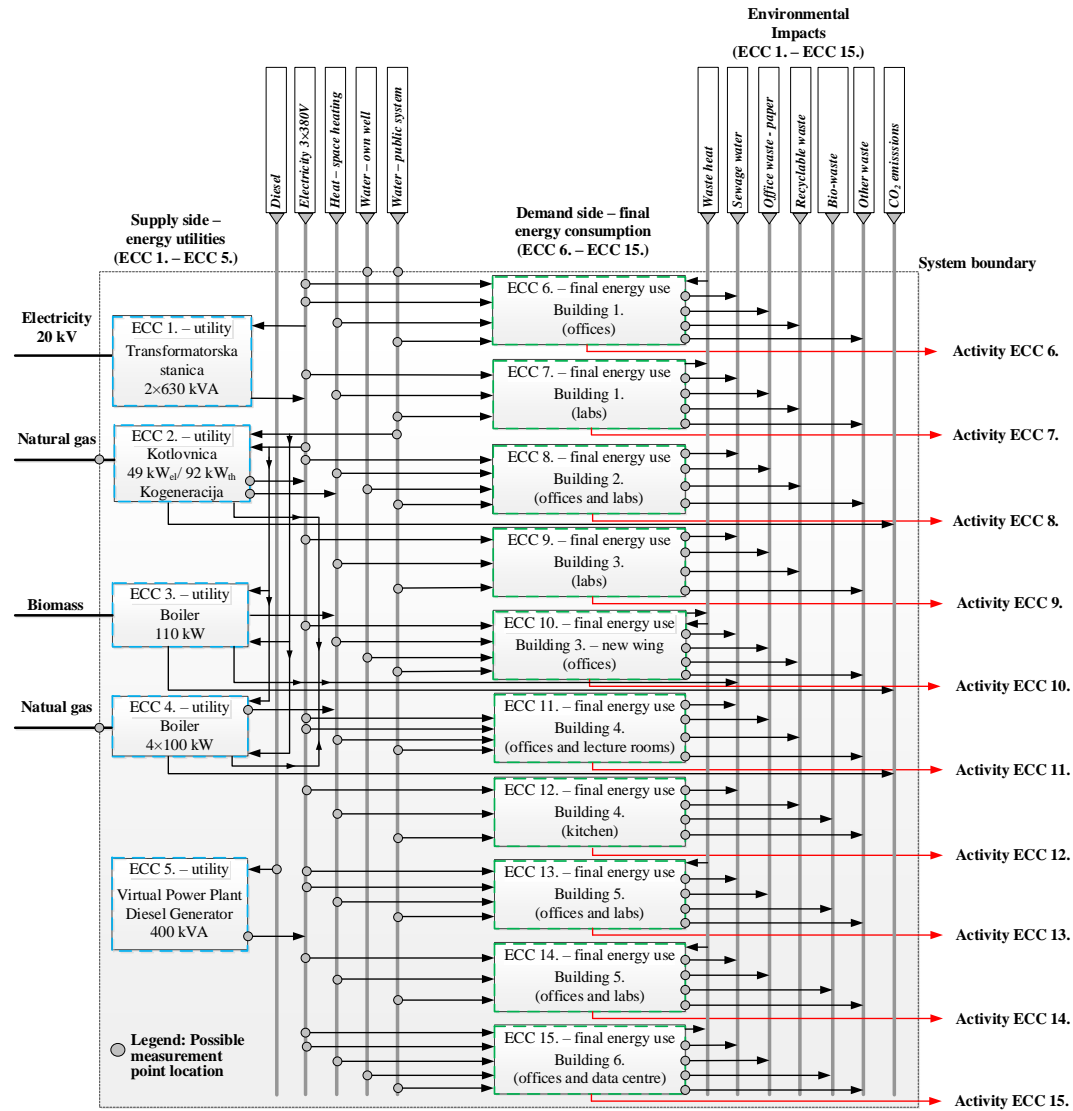 Environmental
Impacts
(ECC 1. – ECC 15.)
Diesel
Electricity 3×380V
Heat – space heating
Water – own well
Water – public system
Waste heat
Sewage water
Office waste - paper
Recyclable waste
Bio-waste
Other waste
CO₂ emisssions
Supply side –
energy utilities
(ECC 1. – ECC 5.)
Demand side – final
energy consumption
(ECC 6. – ECC 15.)
System boundary
Electricity
20 kV
ECC 1. – utility
Transformatorska
stanica
2×630 kVA
Natural gas
ECC 2. – utility
Kotlovnica
49 kWel/ 92 kWth
Kogeneracija
Biomass
ECC 3. – utility
Boiler
110 kW
Natual gas
ECC 4. – utility
Boiler
4×100 kW
ECC 5. – utility
Virtual Power Plant
Diesel Generator
400 kVA
Legend: Possible
measurement
point location
ECC 6. – final energy use
Building 1.
(offices)
Activity ECC 6.
ECC 7. – final energy use
Building 1.
(labs)
Activity ECC 7.
ECC 8. – final energy use
Building 2.
(offices and labs)
Activity ECC 8.
ECC 9. – final energy use
Building 3.
(labs)
Activity ECC 9.
ECC 10. – final energy use
Building 3. – new wing
(offices)
Activity ECC 10.
ECC 11. – final energy use
Building 4.
(offices and lecture rooms)
Activity ECC 11.
ECC 12. – final energy use
Building 4.
(kitchen)
Activity ECC 12.
ECC 13. – final energy use
Building 5.
(offices and labs)
Activity ECC 13.
ECC 14. – final energy use
Building 5.
(offices and labs)
Activity ECC 14.
ECC 15. – final energy use
Building 6.
(offices and data centre)
Activity ECC 15.